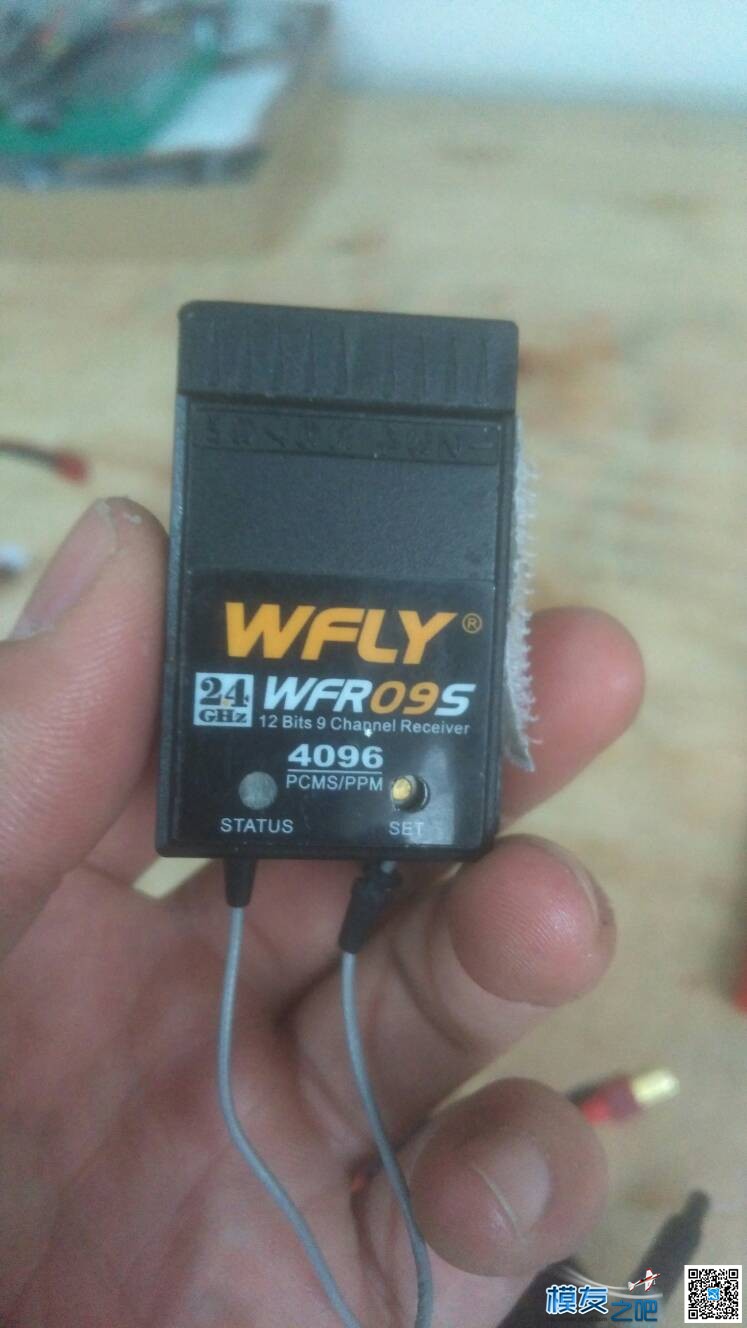 WFLY®
2.4 GHz WFR09S
12 Bits 9 Channel Receiver
4096
PCMS/PPM
STATUS SET
模友之吧